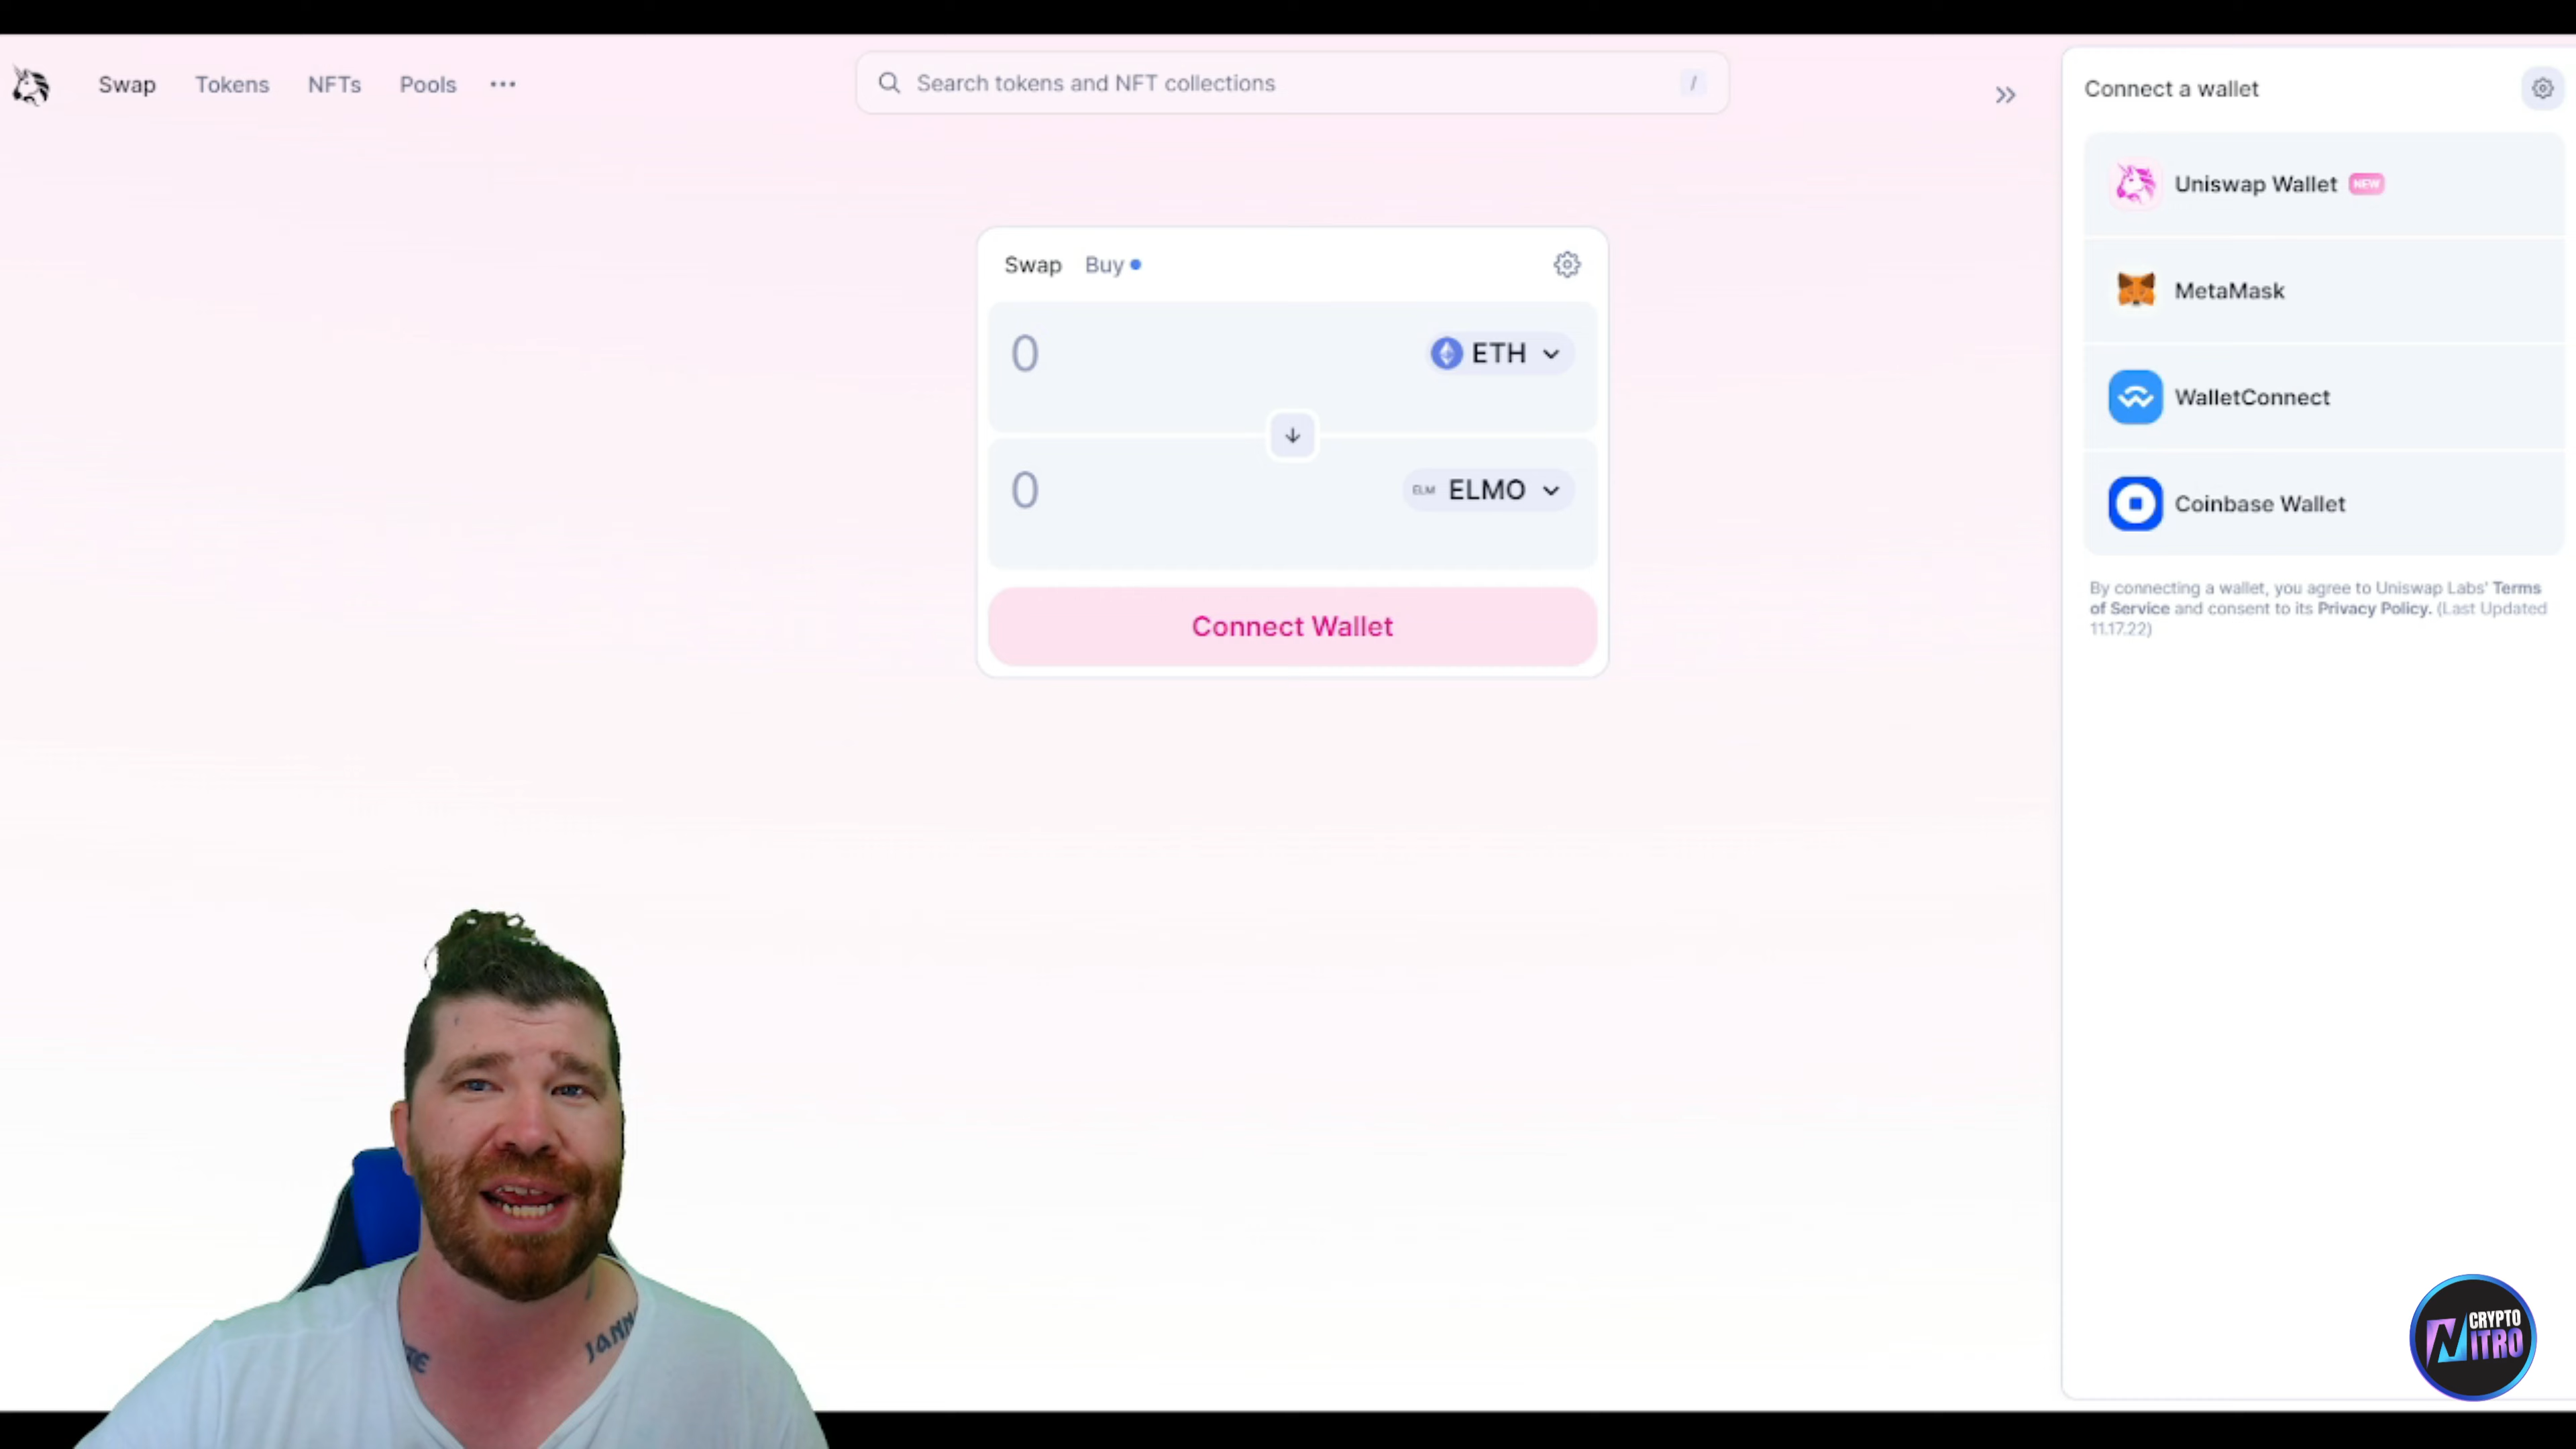 Swap Tokens NFTs Pools ...
Search tokens and NFT collections /
Connect a wallet
Uniswap Wallet NEW
MetaMask
WalletConnect
Coinbase Wallet
By connecting a wallet, you agree to Uniswap Labs' Terms
of Service and consent to its Privacy Policy. (Last Updated
11.17.22)
Swap Buy
0 ETH
0 ELM ELMO
Connect Wallet
JANN
CRYPTO
NITRO